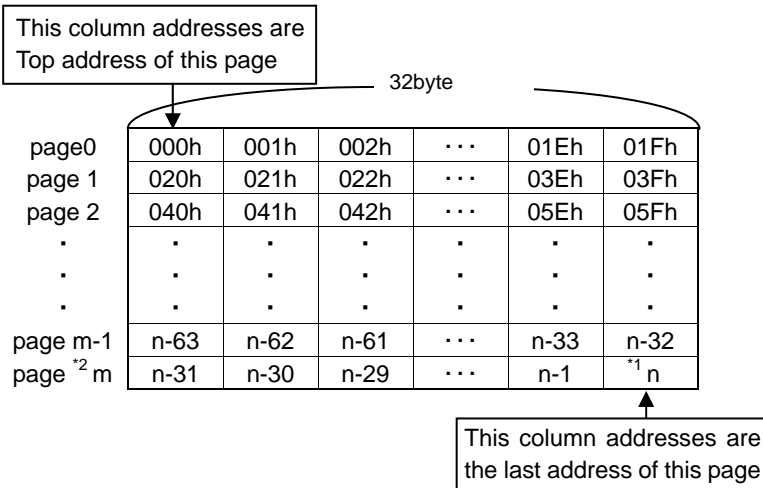 This column addresses are
Top address of this page
32byte
page0 000h 001h 002h ··· 01Eh 01Fh
page 1 020h 021h 022h ··· 03Eh 03Fh
page 2 040h 041h 042h ··· 05Eh 05Fh
· · · · · · ·
· · · · · · ·
· · · · · · ·
page m-1 n-63 n-62 n-61 ··· n-33 n-32
page *2 m n-31 n-30 n-29 ··· n-1 *1 n
This column addresses are
the last address of this page